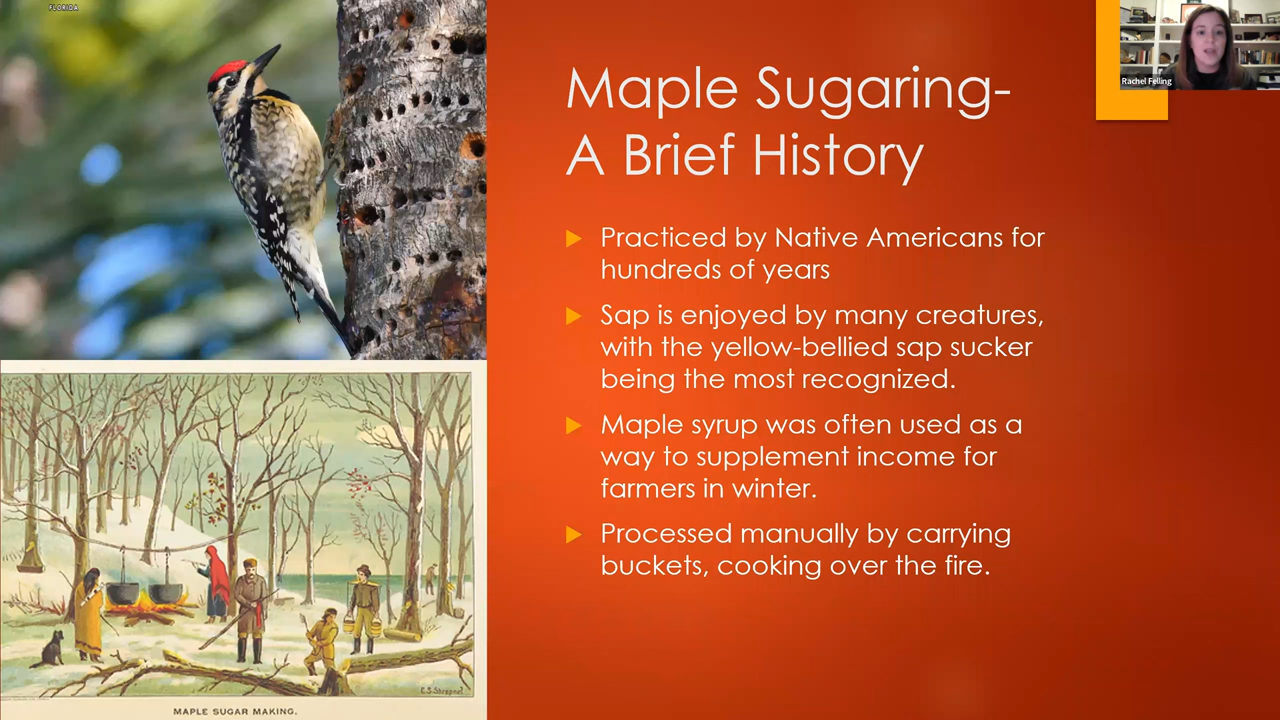 FLORIDA
Rachel Felling
Maple Sugaring-
A Brief History
Practiced by Native Americans for
hundreds of years
Sap is enjoyed by many creatures,
with the yellow-bellied sap sucker
being the most recognized.
Maple syrup was often used as a
way to supplement income for
farmers in winter.
Processed manually by carrying
buckets, cooking over the fire.
E.S. Shrapnel
MAPLE SUGAR MAKING.